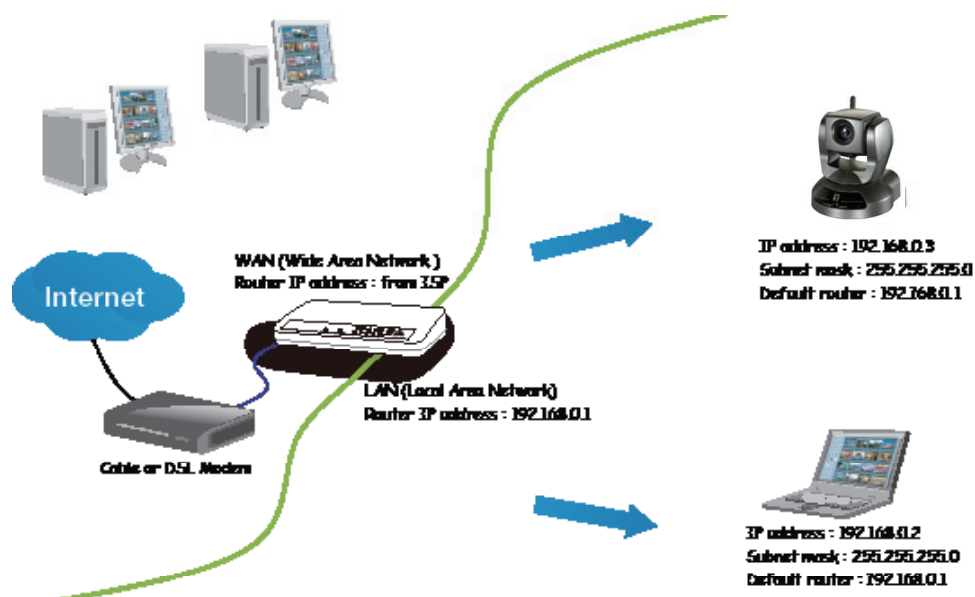 WAN (Wide Area Network )
Router IP address : from ISP
Internet
LAN (Local Area Network)
Router IP address : 192.168.0.1
Cable or DSL Modem
IP address : 192.168.0.3
Subnet mask : 255.255.255.0
Default router : 192.168.0.1
IP address : 192.168.0.2
Subnet mask : 255.255.255.0
Default router : 192.168.0.1